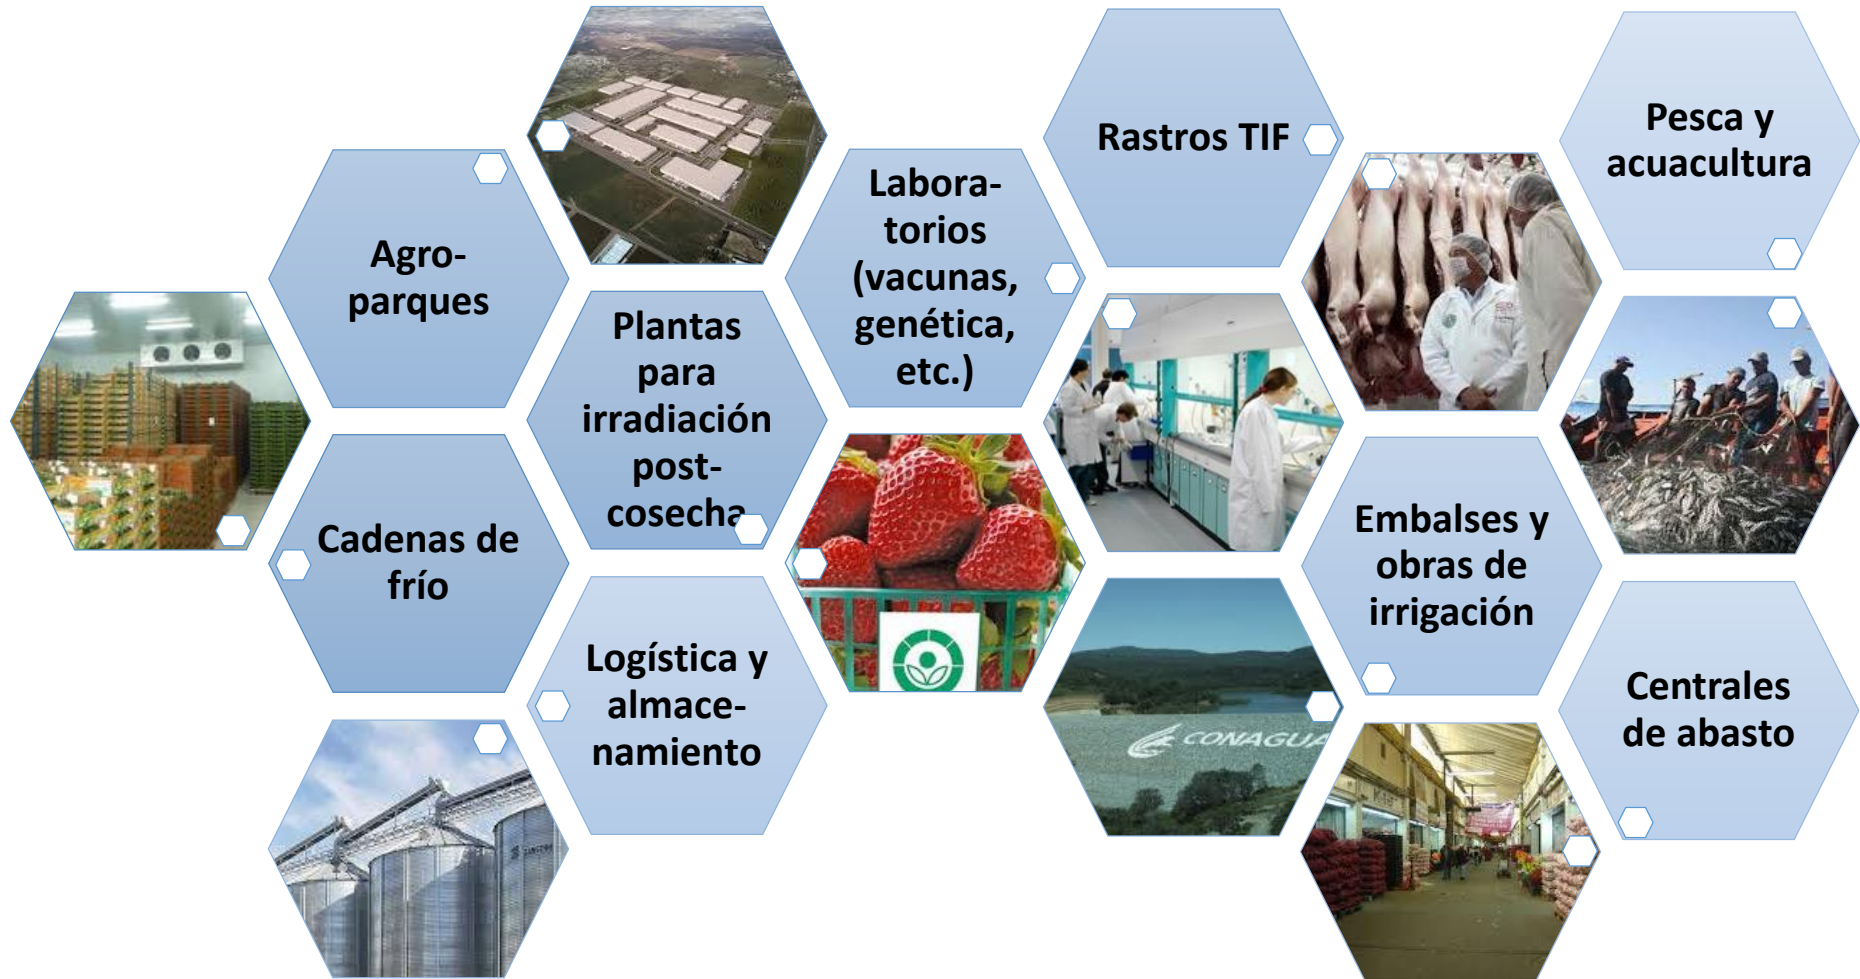 Agro-
parques
Cadenas de
frío
Plantas
para
irradiación
post-
cosecha
Logística y
almace-
namiento
Labora-
torios
(vacunas,
genética,
etc.)
Rastros TIF
CONAGUA
Embalses y
obras de
irrigación
Pesca y
acuacultura
Centrales
de abasto